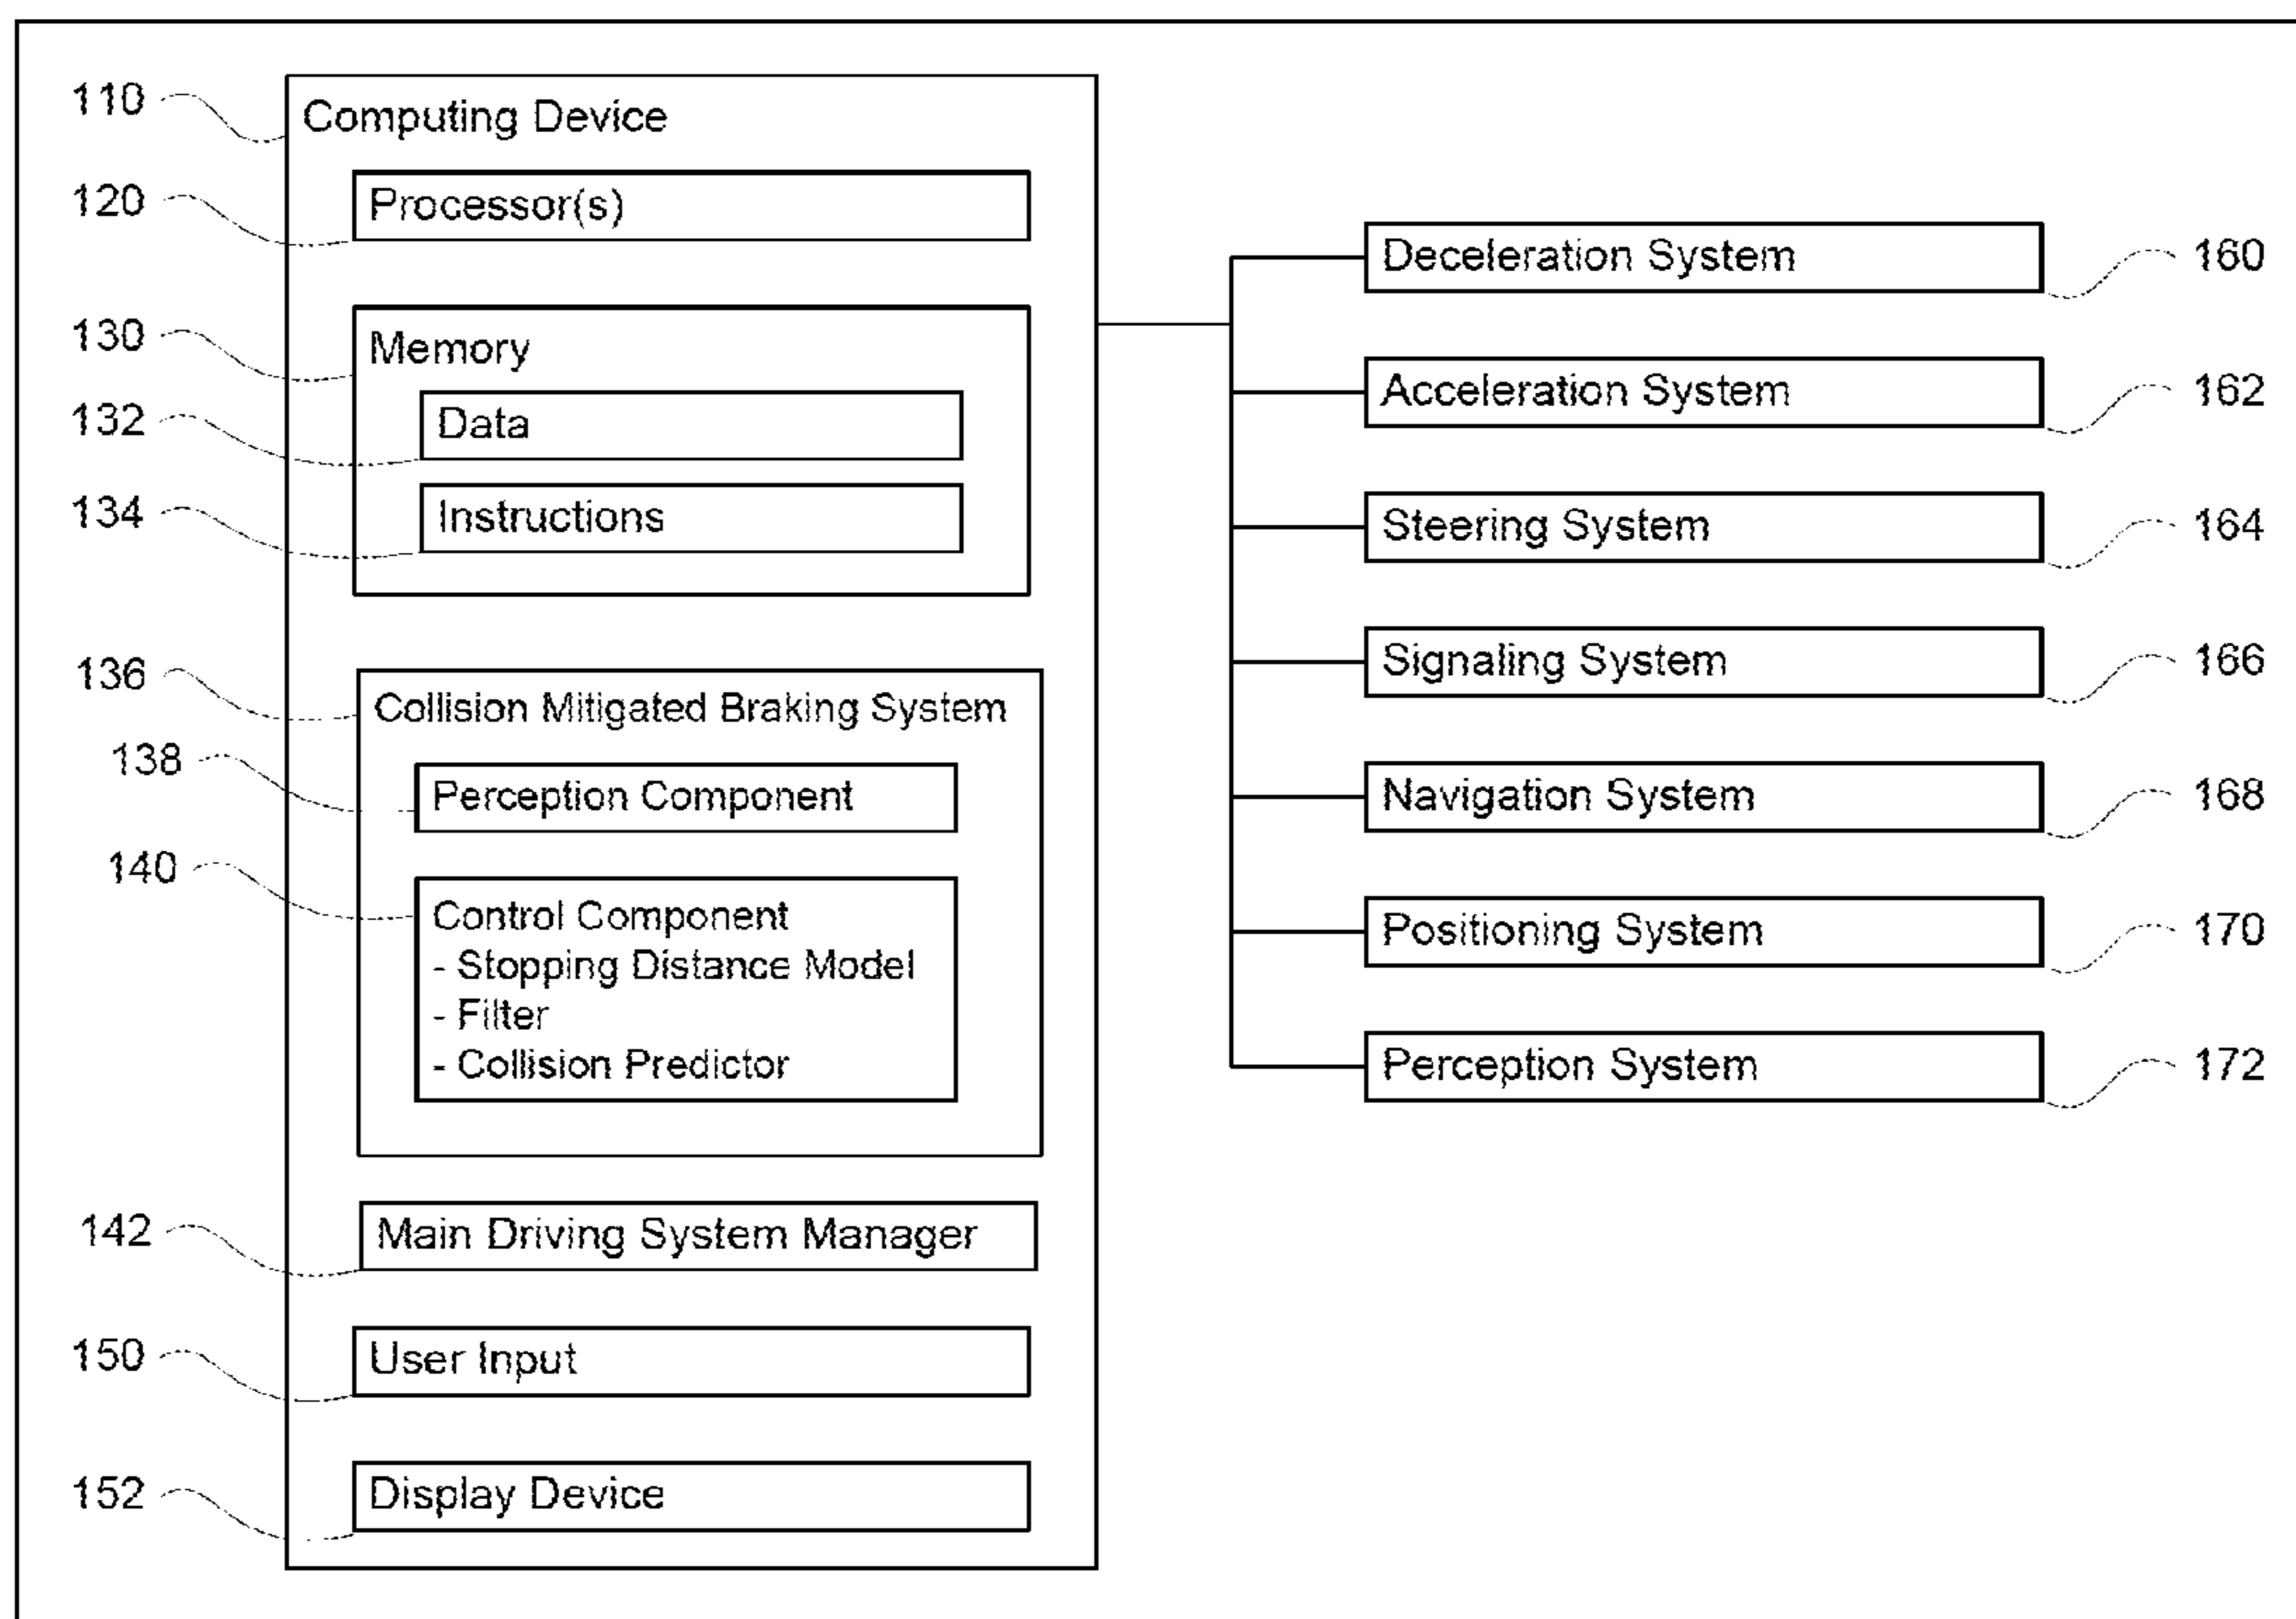 110
Computing Device
120
Processor(s)
130
Memory
132
Data
134
Instructions
136
Collision Mitigated Braking System
138
Perception Component
140
Control Component
- Stopping Distance Model
- Filter
- Collision Predictor
142
Main Driving System Manager
150
User Input
152
Display Device
Deceleration System
160
Acceleration System
162
Steering System
164
Signaling System
166
Navigation System
168
Positioning System
170
Perception System
172